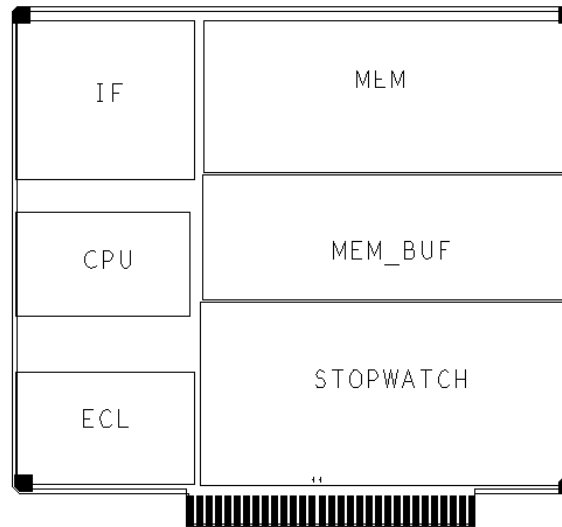 IF
MEM
CPU
MEM_BUF
ECL
STOPWATCH